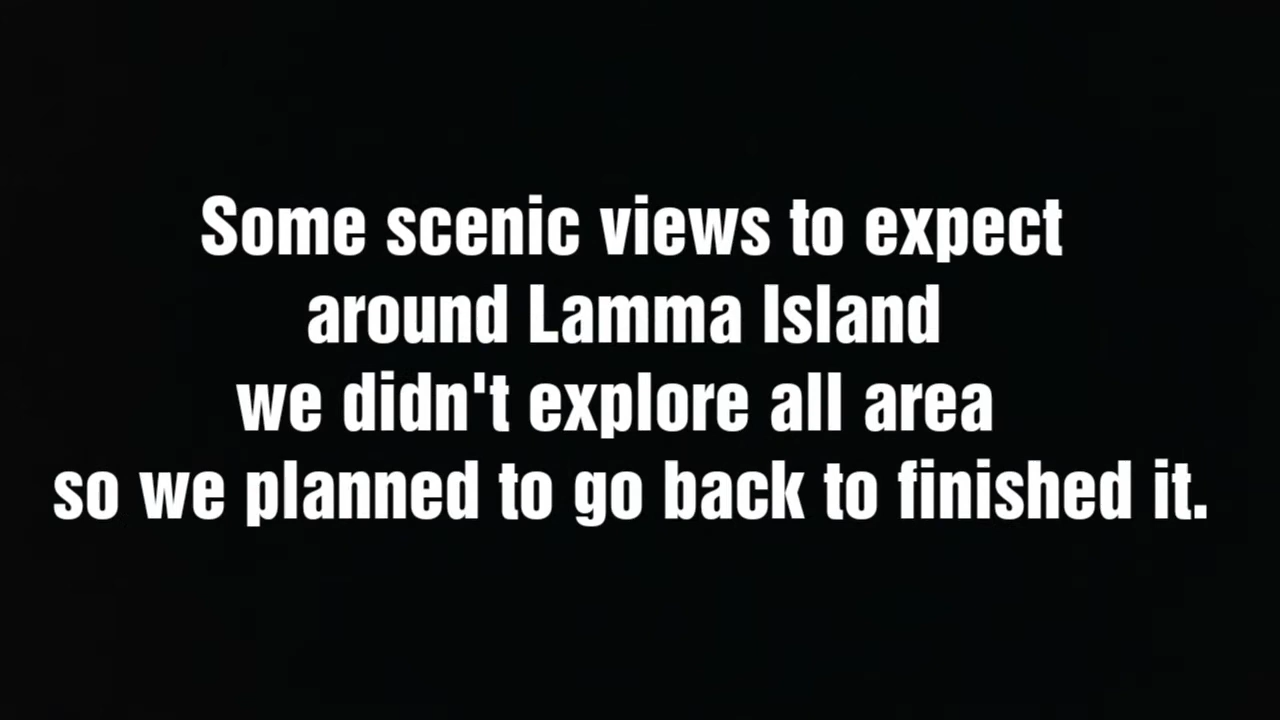 Some scenic views to expect
around Lamma Island
we didn't explore all area
so we planned to go back to finished it.